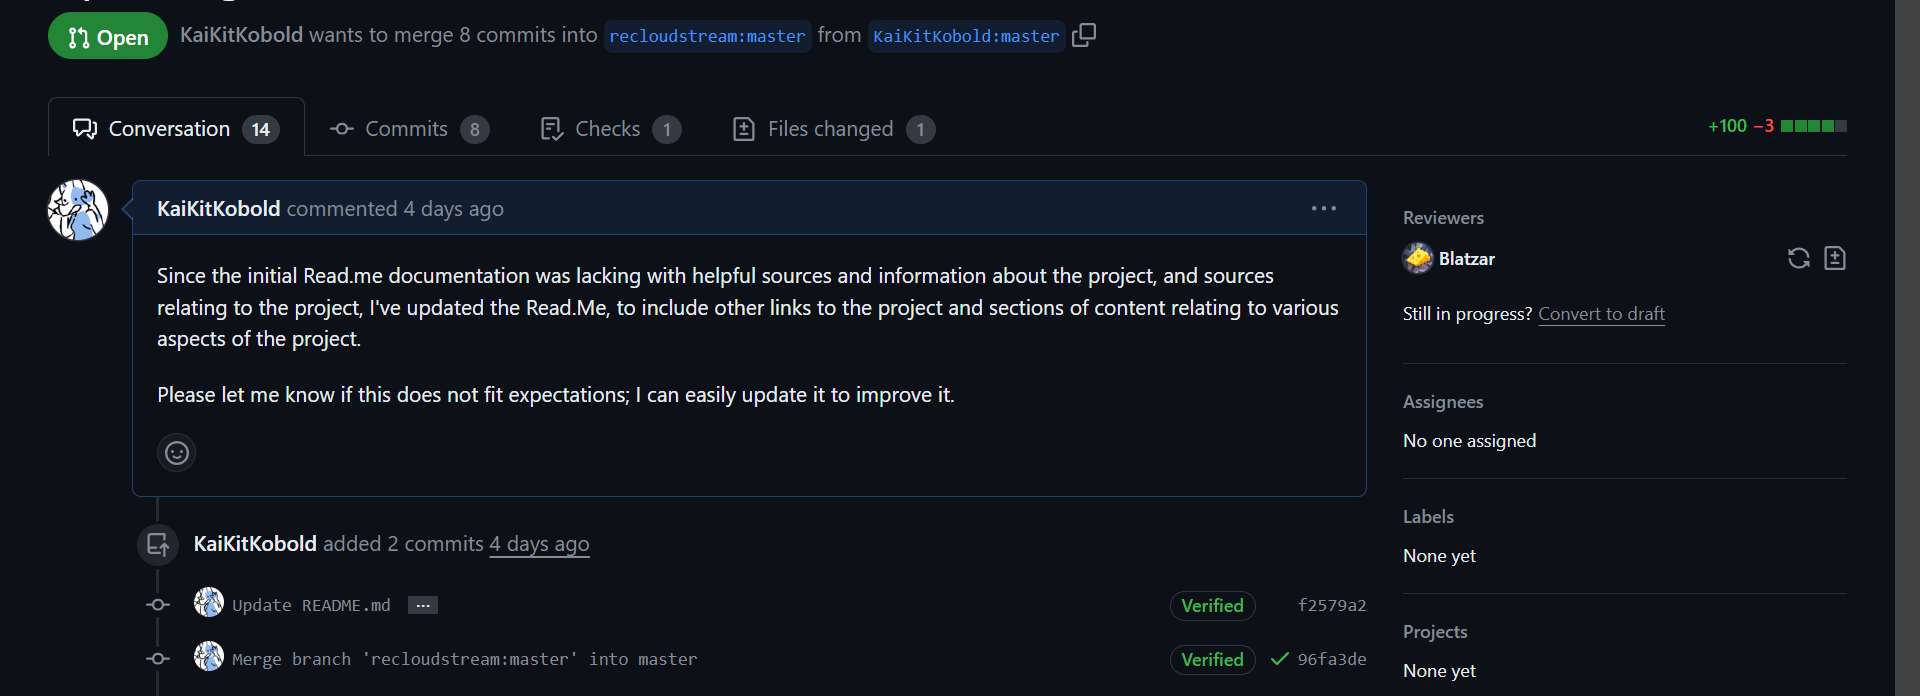 Open KaiKitKobold wants to merge 8 commits into recloudstream:master from KaiKitKobold:master
Conversation 14 Commits 8 Checks 1 Files changed 1 +100 −3
KaiKitKobold commented 4 days ago
Since the initial Read.me documentation was lacking with helpful sources and information about the project, and sources
relating to the project, I've updated the Read.Me, to include other links to the project and sections of content relating to various
aspects of the project.
Please let me know if this does not fit expectations; I can easily update it to improve it.
KaiKitKobold added 2 commits 4 days ago
Update README.md ... Verified f2579a2
Merge branch 'recloudstream:master' into master Verified 96fa3de
Reviewers
Blatzar
Still in progress? Convert to draft
Assignees
No one assigned
Labels
None yet
Projects
None yet